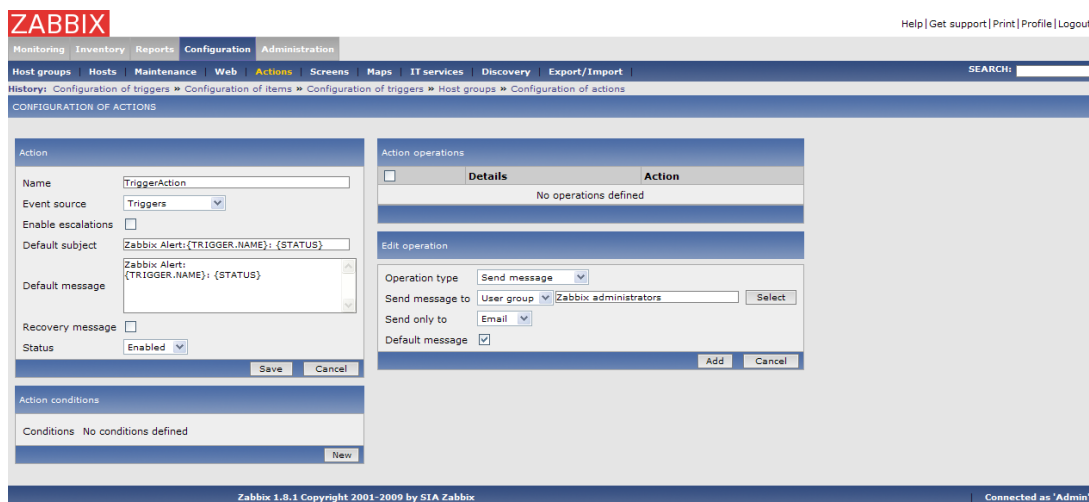 ZABBIX
Help|Get support|Print|Profile|Logout
Monitoring Inventory Reports Configuration Administration
Host groups | Hosts | Maintenance | Web | Actions | Screens | Maps | IT services | Discovery | Export/Import |
SEARCH:
History: Configuration of triggers » Configuration of items » Configuration of triggers » Host groups » Configuration of actions
CONFIGURATION OF ACTIONS
Action
Name TriggerAction
Event source Triggers
Enable escalations
Default subject Zabbix Alert:{TRIGGER.NAME}: {STATUS}
Default message Zabbix Alert:
{TRIGGER.NAME}: {STATUS}
Recovery message
Status Enabled
Save Cancel
Action conditions
Conditions No conditions defined
New
Action operations
Details Action
No operations defined
Edit operation
Operation type Send message
Send message to User group Zabbix administrators Select
Send only to Email
Default message
Add Cancel
Zabbix 1.8.1 Copyright 2001-2009 by SIA Zabbix
Connected as 'Admin'